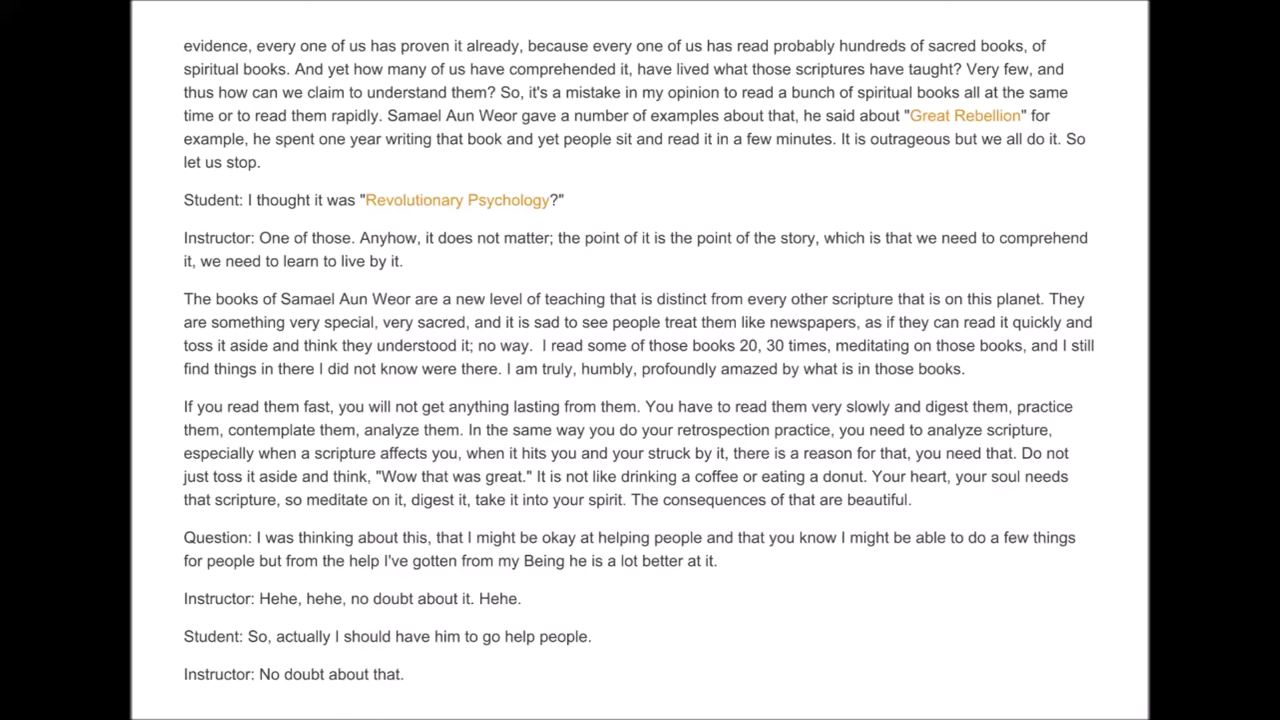 evidence, every one of us has proven it already, because every one of us has read probably hundreds of sacred books, of
spiritual books. And yet how many of us have comprehended it, have lived what those scriptures have taught? Very few, and
thus how can we claim to understand them? So, it's a mistake in my opinion to read a bunch of spiritual books all at the same
time or to read them rapidly. Samael Aun Weor gave a number of examples about that, he said about "Great Rebellion" for
example, he spent one year writing that book and yet people sit and read it in a few minutes. It is outrageous but we all do it. So
let us stop.
Student: I thought it was "Revolutionary Psychology?"
Instructor: One of those. Anyhow, it does not matter; the point of it is the point of the story, which is that we need to comprehend
it, we need to learn to live by it.
The books of Samael Aun Weor are a new level of teaching that is distinct from every other scripture that is on this planet. They
are something very special, very sacred, and it is sad to see people treat them like newspapers, as if they can read it quickly and
toss it aside and think they understood it; no way.  I read some of those books 20, 30 times, meditating on those books, and I still
find things in there I did not know were there. I am truly, humbly, profoundly amazed by what is in those books.
If you read them fast, you will not get anything lasting from them. You have to read them very slowly and digest them, practice
them, contemplate them, analyze them. In the same way you do your retrospection practice, you need to analyze scripture,
especially when a scripture affects you, when it hits you and your struck by it, there is a reason for that, you need that. Do not
just toss it aside and think, "Wow that was great." It is not like drinking a coffee or eating a donut. Your heart, your soul needs
that scripture, so meditate on it, digest it, take it into your spirit. The consequences of that are beautiful.
Question: I was thinking about this, that I might be okay at helping people and that you know I might be able to do a few things
for people but from the help I've gotten from my Being he is a lot better at it.
Instructor: Hehe, hehe, no doubt about it. Hehe.
Student: So, actually I should have him to go help people.
Instructor: No doubt about that.